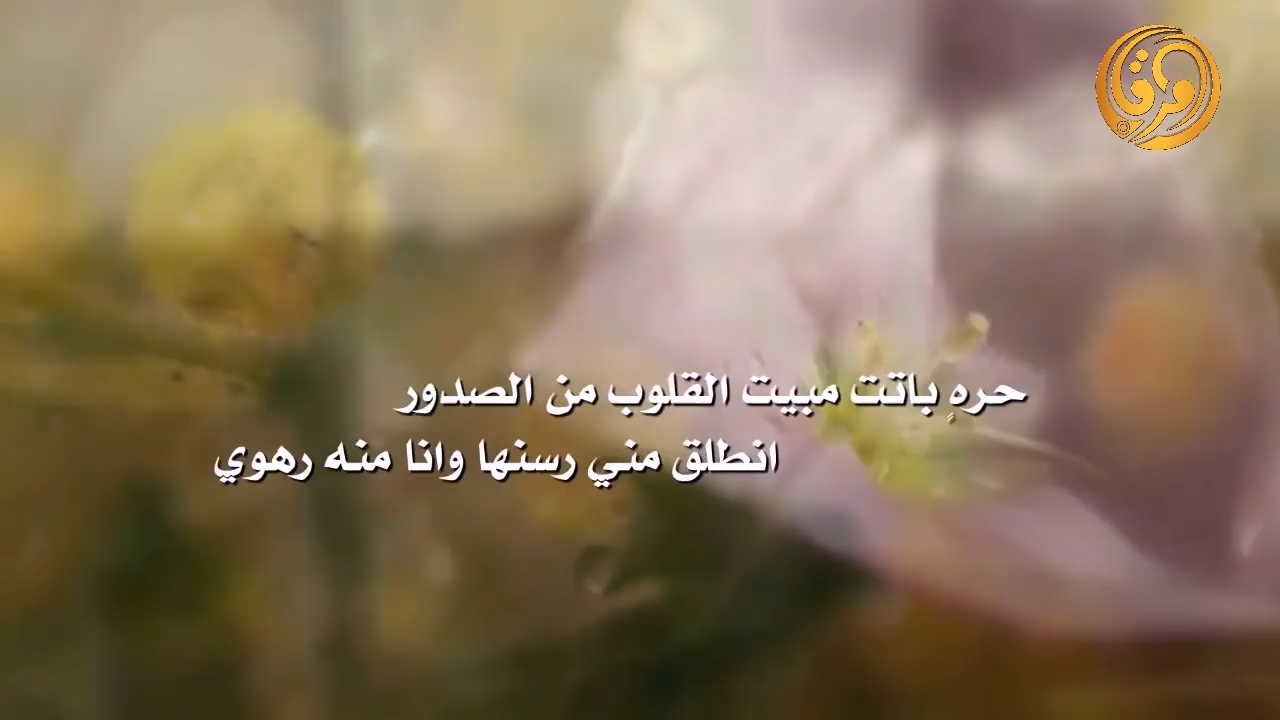 حرهٍ باتت مبيت القلوب من الصدور
انطلق مني رسنها وانا منه رهوي